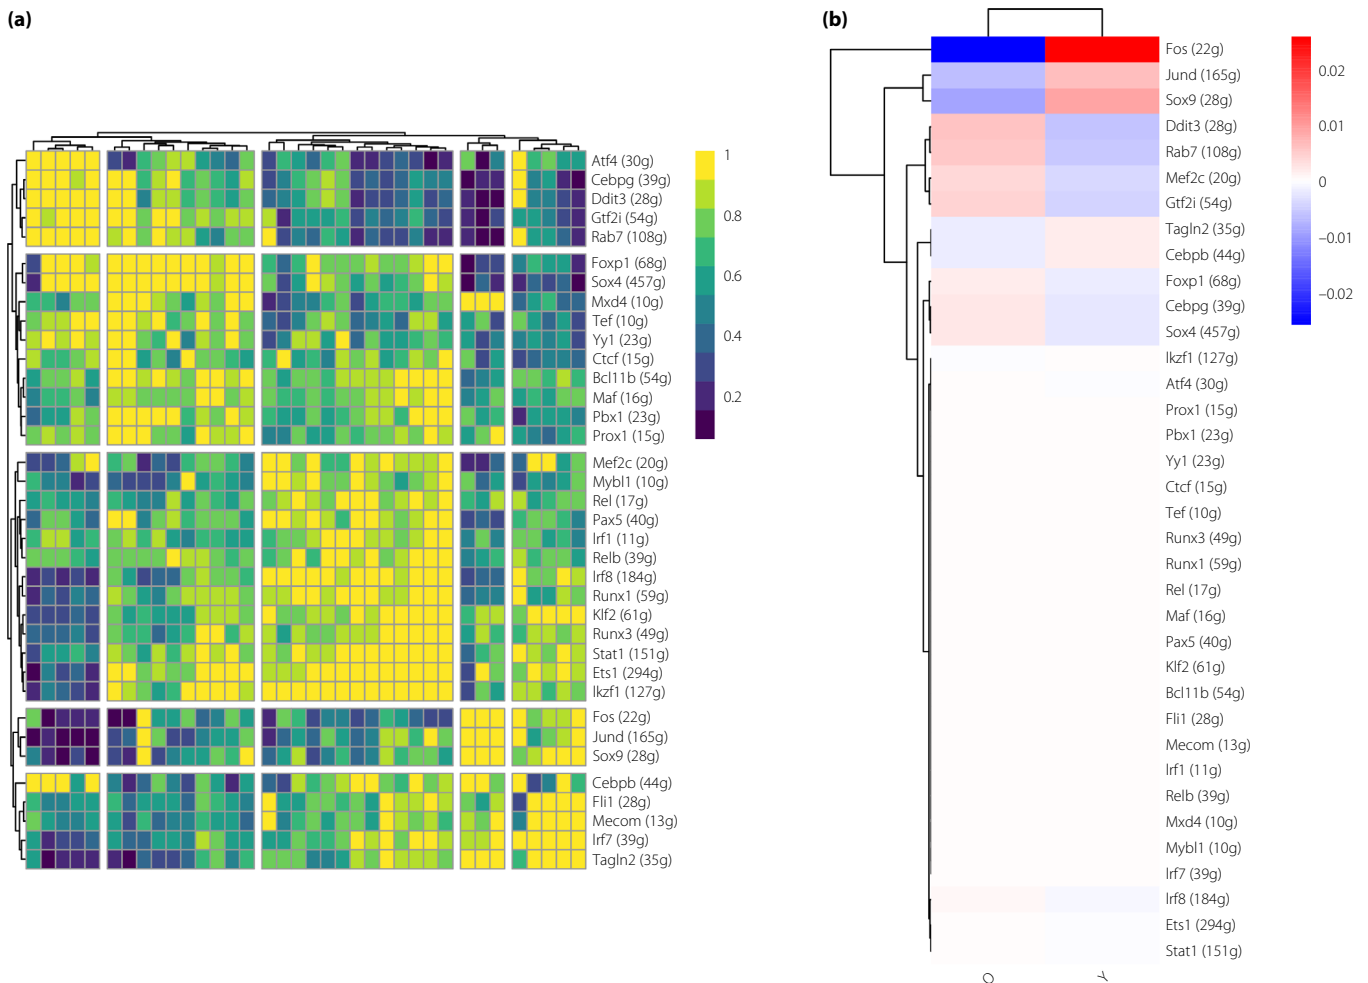 (a)
Atf4 (30g)
Cebpg (39g)
Ddit3 (28g)
Gtf2i (54g)
Rab7 (108g)
Foxp1 (68g)
Sox4 (457g)
Mxd4 (10g)
Tef (10g)
Yy1 (23g)
Ctcf (15g)
Bcl11b (54g)
Maf (16g)
Pbx1 (23g)
Prox1 (15g)
Mef2c (20g)
Mybl1 (10g)
Rel (17g)
Pax5 (40g)
Irf1 (11g)
Relb (39g)
Irf8 (184g)
Runx1 (59g)
Klf2 (61g)
Runx3 (49g)
Stat1 (151g)
Ets1 (294g)
Ikzf1 (127g)
Fos (22g)
Jund (165g)
Sox9 (28g)
Cebpb (44g)
Fli1 (28g)
Mecom (13g)
Irf7 (39g)
Tagln2 (35g)
1
0.8
0.6
0.4
0.2
(b)
Fos (22g)
Jund (165g)
Sox9 (28g)
Ddit3 (28g)
Rab7 (108g)
Mef2c (20g)
Gtf2i (54g)
Tagln2 (35g)
Cebpb (44g)
Foxp1 (68g)
Cebpg (39g)
Sox4 (457g)
Ikzf1 (127g)
Atf4 (30g)
Prox1 (15g)
Pbx1 (23g)
Yy1 (23g)
Ctcf (15g)
Tef (10g)
Runx3 (49g)
Runx1 (59g)
Rel (17g)
Maf (16g)
Pax5 (40g)
Klf2 (61g)
Bcl11b (54g)
Fli1 (28g)
Mecom (13g)
Irf1 (11g)
Relb (39g)
Mxd4 (10g)
Mybl1 (10g)
Irf7 (39g)
Irf8 (184g)
Ets1 (294g)
Stat1 (151g)
O
Y
0.02
0.01
0
−0.01
−0.02